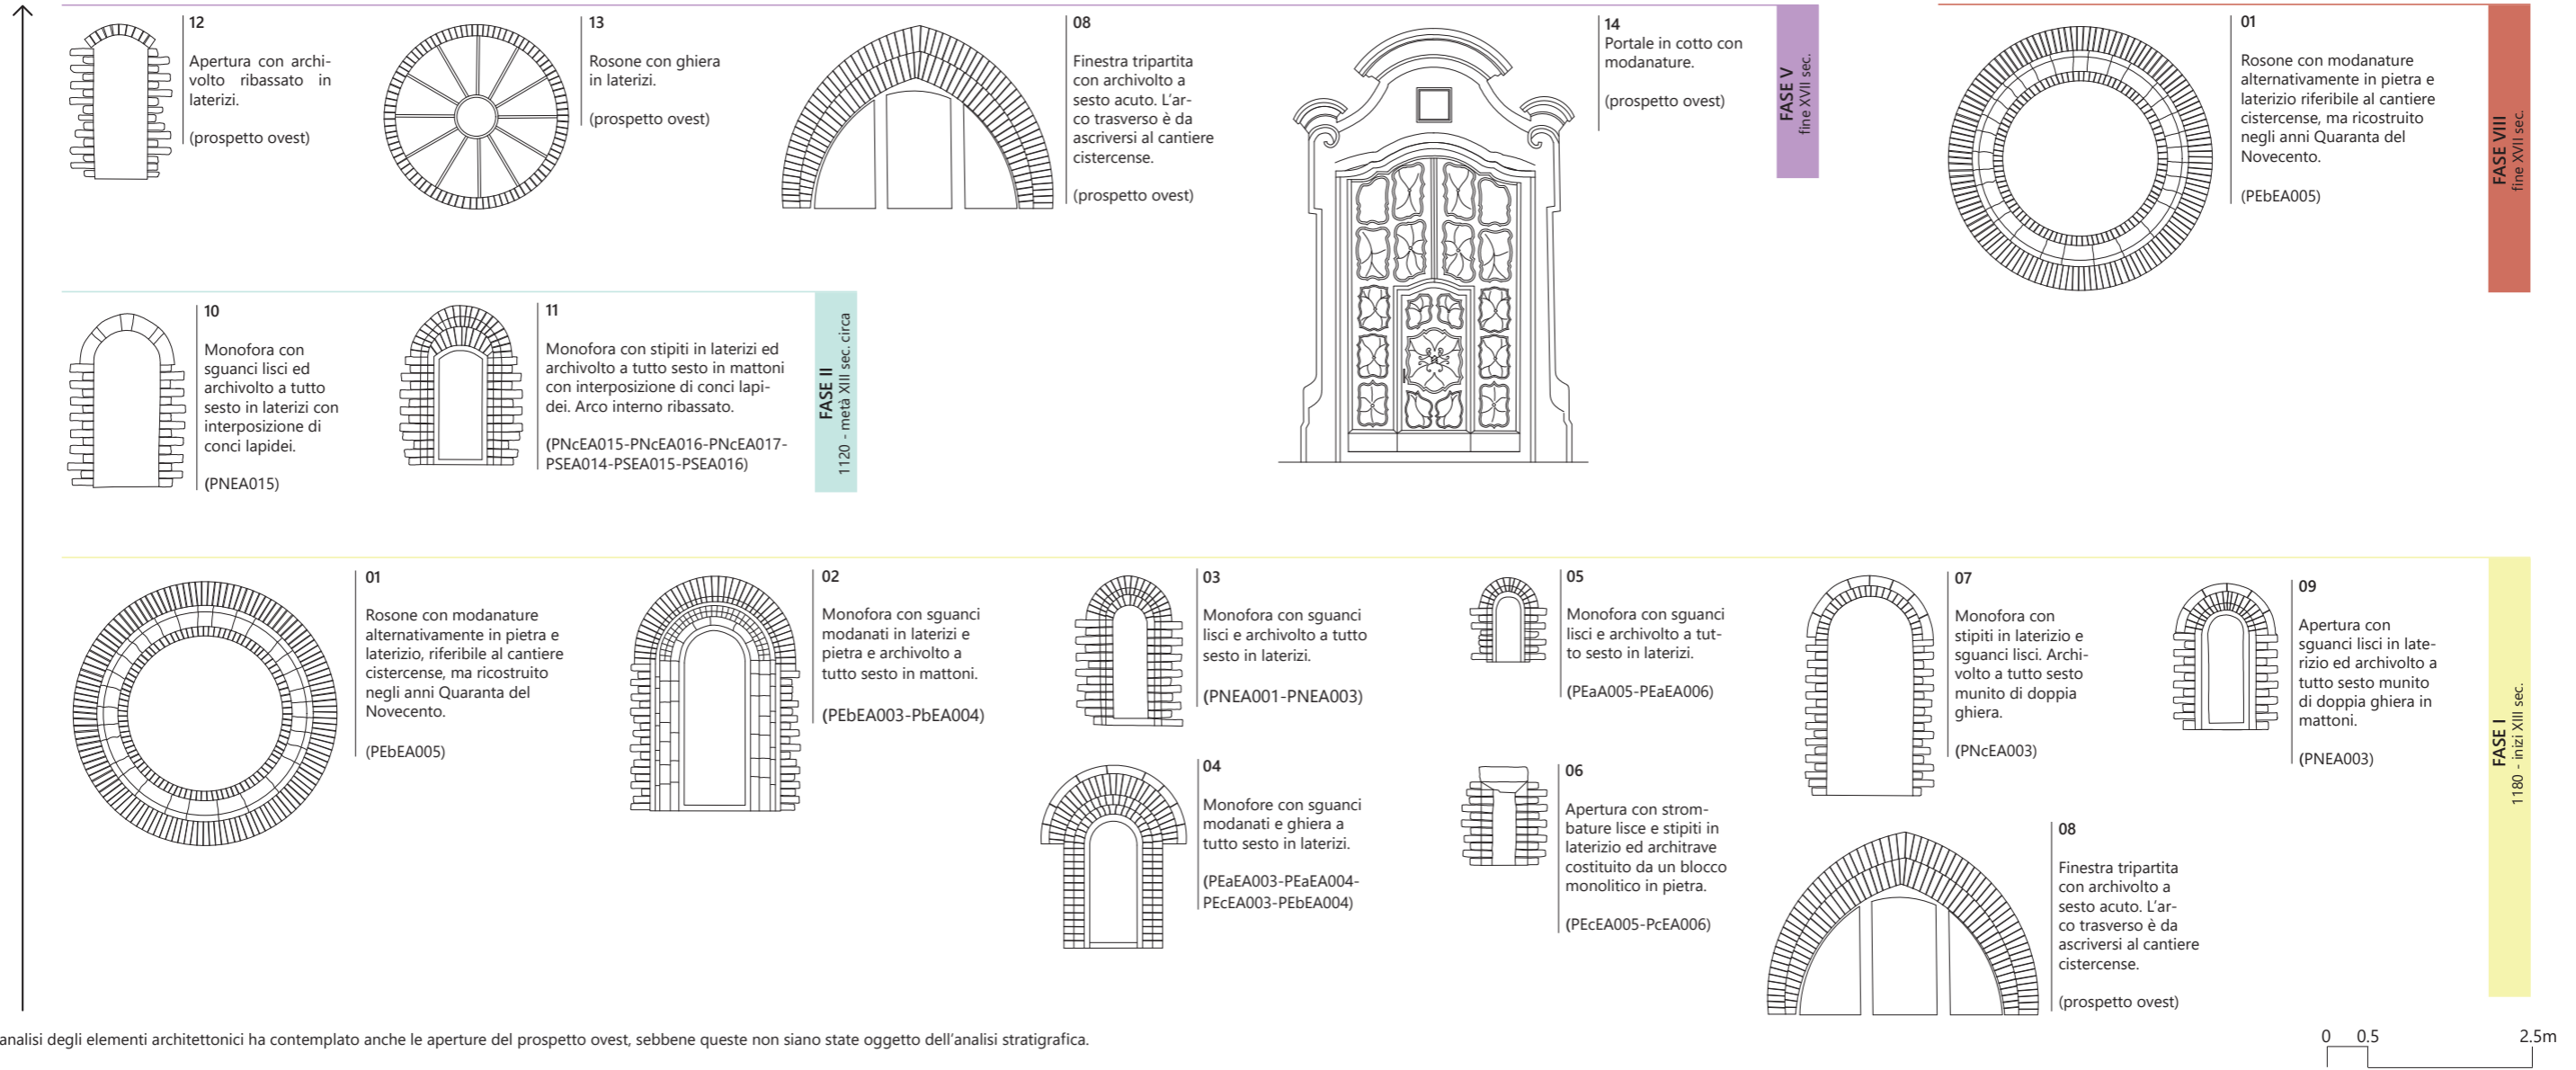 12
Apertura con archi-
volto ribassato in
laterizi.
(prospetto ovest)
13
Rosone con ghiera
in laterizi.
(prospetto ovest)
08
Finestra tripartita
con archivolto a
sesto acuto. L'ar-
co trasverso è da
ascriversi al cantiere
cistercense.
(prospetto ovest)
14
Portale in cotto con
modanature.
(prospetto ovest)
FASE V
fine XVII sec.
01
Rosone con modanature
alternativamente in pietra e
laterizio riferibile al cantiere
cistercense, ma ricostruito
negli anni Quaranta del
Novecento.
(PEbEA005)
FASE VIII
fine XVII sec.
10
Monofora con
sguanci lisci ed
archivolto a tutto
sesto in laterizi con
interposizione di
conci lapidei.
(PNEA015)
11
Monofora con stipiti in laterizi ed
archivolto a tutto sesto in mattoni
con interposizione di conci lapi-
dei. Arco interno ribassato.
(PNcEA015-PNcEA016-PNcEA017-
PSEA014-PSEA015-PSEA016)
FASE II
1120 - metà XIII sec. circa
01
Rosone con modanature
alternativamente in pietra e
laterizio, riferibile al cantiere
cistercense, ma ricostruito
negli anni Quaranta del
Novecento.
(PEbEA005)
02
Monofora con sguanci
modanati in laterizi e
pietra e archivolto a
tutto sesto in mattoni.
(PEbEA003-PbEA004)
03
Monofora con sguanci
lisci e archivolto a tutto
sesto in laterizi.
(PNEA001-PNEA003)
04
Monofore con sguanci
modanati e ghiera a
tutto sesto in laterizi.
(PEaEA003-PEaEA004-
PEcEA003-PEbEA004)
05
Monofora con sguanci
lisci e archivolto a tut-
to sesto in laterizi.
(PEaA005-PEaEA006)
06
Apertura con strom-
bature lisce e stipiti in
laterizio ed architrave
costituito da un blocco
monolitico in pietra.
(PEcEA005-PcEA006)
07
Monofora con
stipiti in laterizio e
sguanci lisci. Archi-
volto a tutto sesto
munito di doppia
ghiera.
(PNcEA003)
08
Finestra tripartita
con archivolto a
sesto acuto. L'ar-
co trasverso è da
ascriversi al cantiere
cistercense.
(prospetto ovest)
09
Apertura con
sguanci lisci in late-
rizio ed archivolto a
tutto sesto munito
di doppia ghiera in
mattoni.
(PNEA003)
FASE I
1180 - inizi XIII sec.
analisi degli elementi architettonici ha contemplato anche le aperture del prospetto ovest, sebbene queste non siano state oggetto dell'analisi stratigrafica.
0 0.5 2.5m